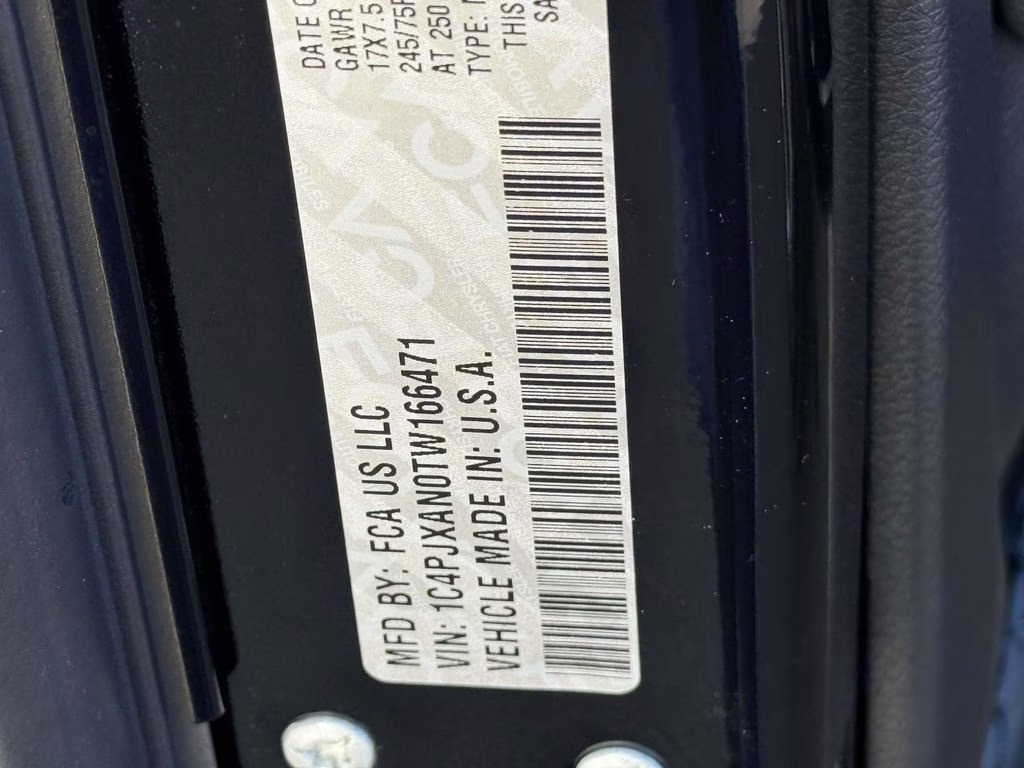 MFD BY: FCA US LLC
VIN: 1C4PJXAN0TW166471
VEHICLE MADE IN: U.S.A.
DATE O
GAWR
17X7.5
245/75R
AT 250
TYPE:
THIS
SA